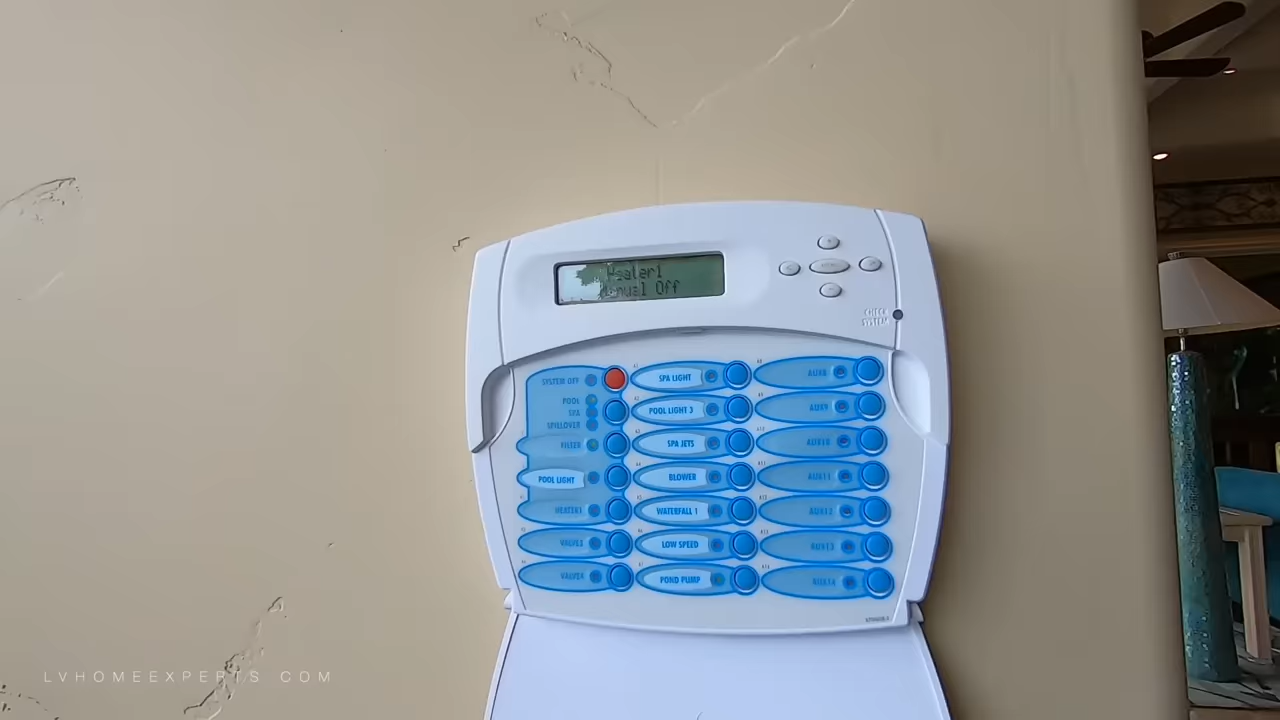 Heater1
Manual Off
CHECK
SYSTEM
SYSTEM OFF
POOL
SPA
SPILLOVER
FILTER
POOL LIGHT
HEATER1
VALVE3
VALVE4
SPA LIGHT
POOL LIGHT 3
SPA JETS
BLOWER
WATERFALL 1
LOW SPEED
POND PUMP
AUX8
AUX9
AUX10
AUX11
AUX12
AUX13
AUX14
LVHOMEEXPERTS COM